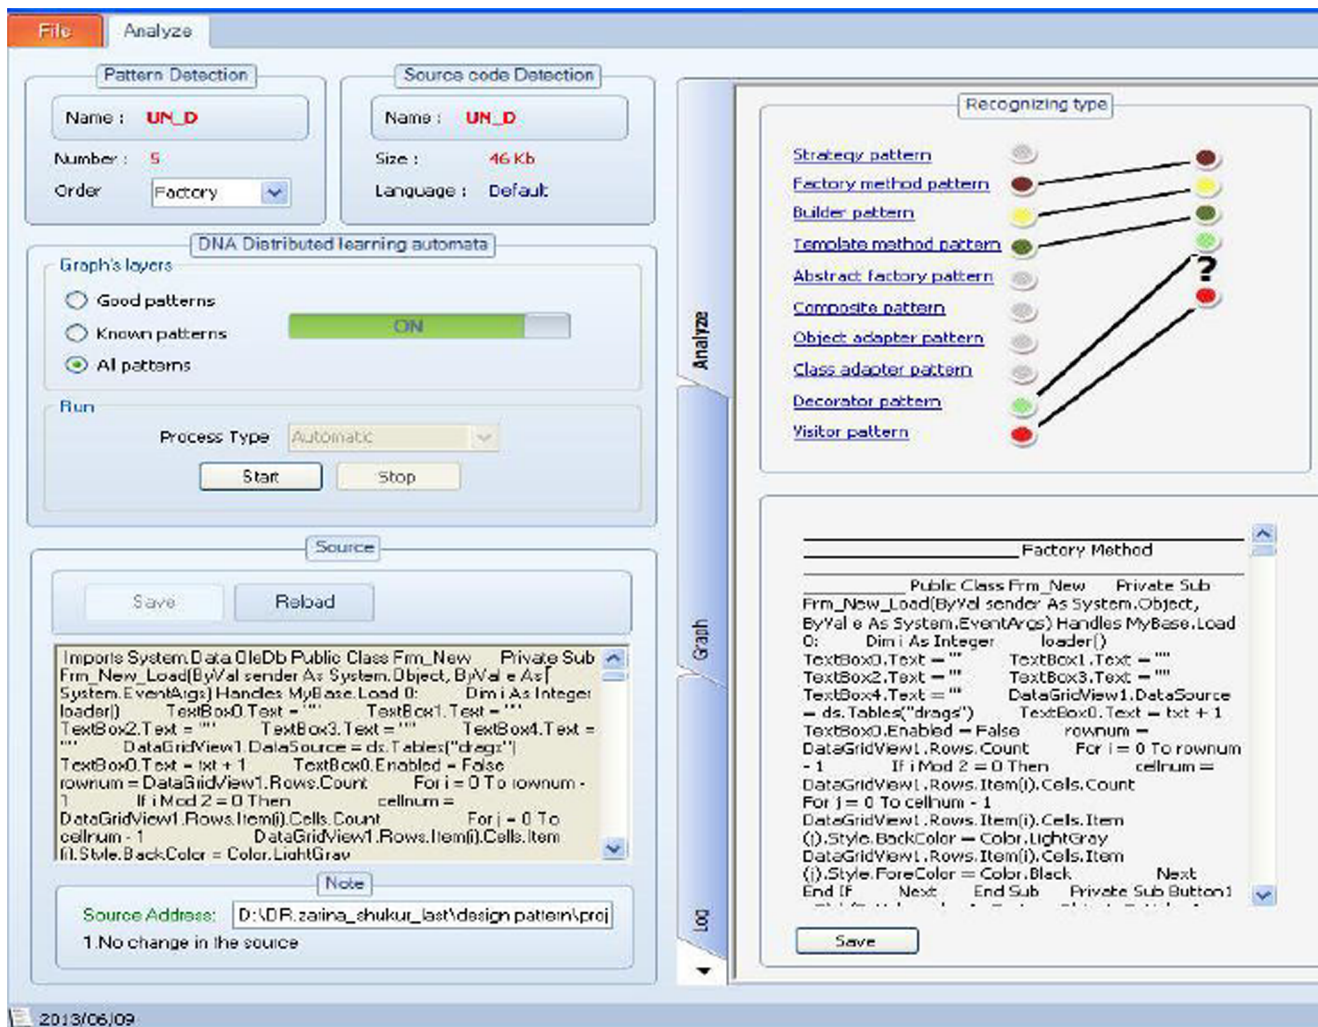 File
Analyze
Pattern Detection
Name : UN_D
Number : 5
Order Factory
Source code Detection
Name : UN_D
Size : 46 Kb
Language : Default
DNA Distributed learning automata
Graph's layers
Good patterns
Known patterns
All patterns
ON
Run
Process Type Automatic
Start Stop
Source
Save Reload
Imports System.Data.OleDb Public Class Frm_New Private Sub
Frm_New_Load(ByVal sender As System.Object, ByVal e As
System.EventArgs) Handles MyBase.Load 0: Dim i As Integer
loader() TextBox0.Text = "" TextBox1.Text = ""
TextBox2.Text = "" TextBox3.Text = "" TextBox4.Text =
"" DataGridView1.DataSource = ds.Tables("drags")
TextBox0.Text = txt + 1 TextBox0.Enabled = False
rownum = DataGridView1.Rows.Count For i = 0 To rownum -
1 If i Mod 2 = 0 Then cellnum =
DataGridView1.Rows.Item(i).Cells.Count For j = 0 To
cellnum - 1 DataGridView1.Rows.Item(i).Cells.Item
(j).Style.BackColor = Color.LightGray
Note
Source Address: D:\DR.zarina_shukur_last\design pattern\proj
1.No change in the source
Analyze
Graph
Log
Recognizing type
Strategy pattern
Factory method pattern
Builder pattern
Template method pattern
Abstract factory pattern
Composite pattern
Object adapter pattern
Class adapter pattern
Decorator pattern
Visitor pattern
?
Factory Method
Public Class Frm_New Private Sub
Frm_New_Load(ByVal sender As System.Object,
ByVal e As System.EventArgs) Handles MyBase.Load
0: Dim i As Integer loader()
TextBox0.Text = "" TextBox1.Text = ""
TextBox2.Text = "" TextBox3.Text = ""
TextBox4.Text = "" DataGridView1.DataSource
= ds.Tables("drags") TextBox0.Text = txt + 1
TextBox0.Enabled = False rownum =
DataGridView1.Rows.Count For i = 0 To rownum
- 1 If i Mod 2 = 0 Then cellnum =
DataGridView1.Rows.Item(i).Cells.Count
For j = 0 To cellnum - 1
DataGridView1.Rows.Item(i).Cells.Item
(j).Style.BackColor = Color.LightGray
DataGridView1.Rows.Item(i).Cells.Item
(j).Style.ForeColor = Color.Black Next
End If Next End Sub Private Sub Button1
Save
2013/06/09